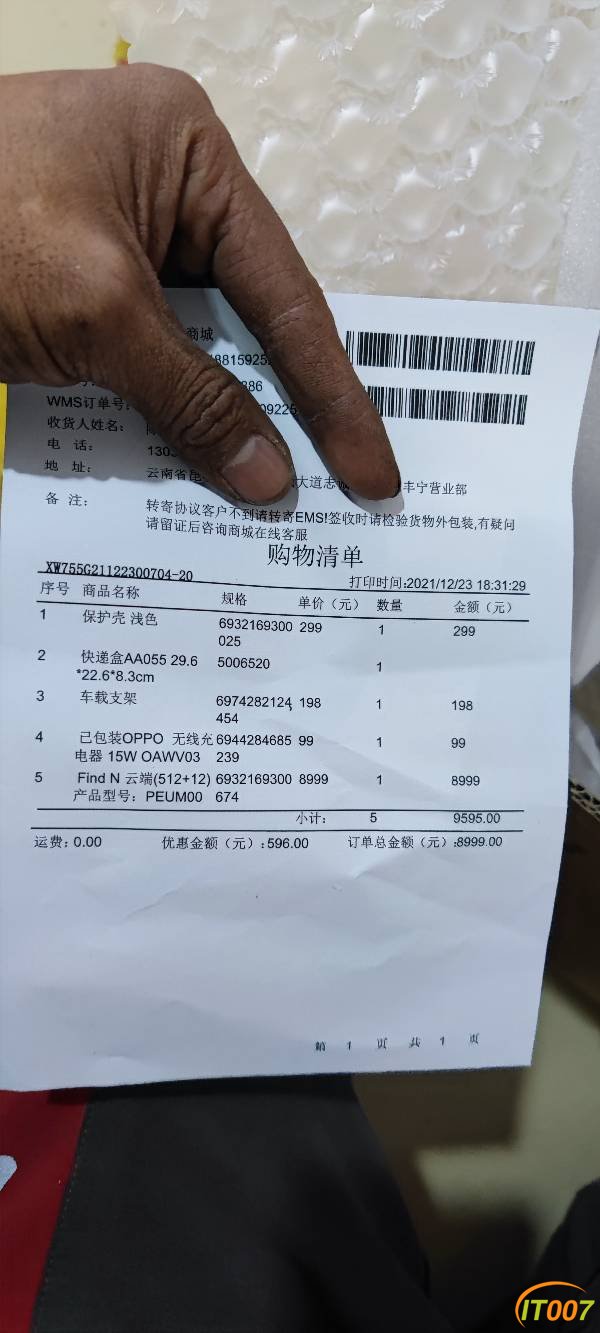 商城
8815925
886
WMS订单号: 09225
收货人姓名:
电 话: 130
地 址: 云南省 大道志 丰宁营业部
备 注: 转寄协议客户不到请转寄EMS!签收时请检验货物外包装,有疑问
请留证后咨询商城在线客服
购物清单
XW755G21122300704-20 打印时间:2021/12/23 18:31:29
序号 商品名称 规格 单价（元） 数量 金额（元）
1 保护壳 浅色 6932169300 299 1 299
025
2 快递盒AA055 29.6 5006520 1
*22.6*8.3cm
3 车载支架 6974282124 198 1 198
454
4 已包装OPPO 无线充 6944284685 99 1 99
电器 15W OAWV03 239
5 Find N 云端(512+12) 6932169300 8999 1 8999
产品型号: PEUM00 674
小计: 5 9595.00
运费: 0.00 优惠金额（元）:596.00 订单总金额（元）:8999.00
第 1 页 共 1 页
IT007